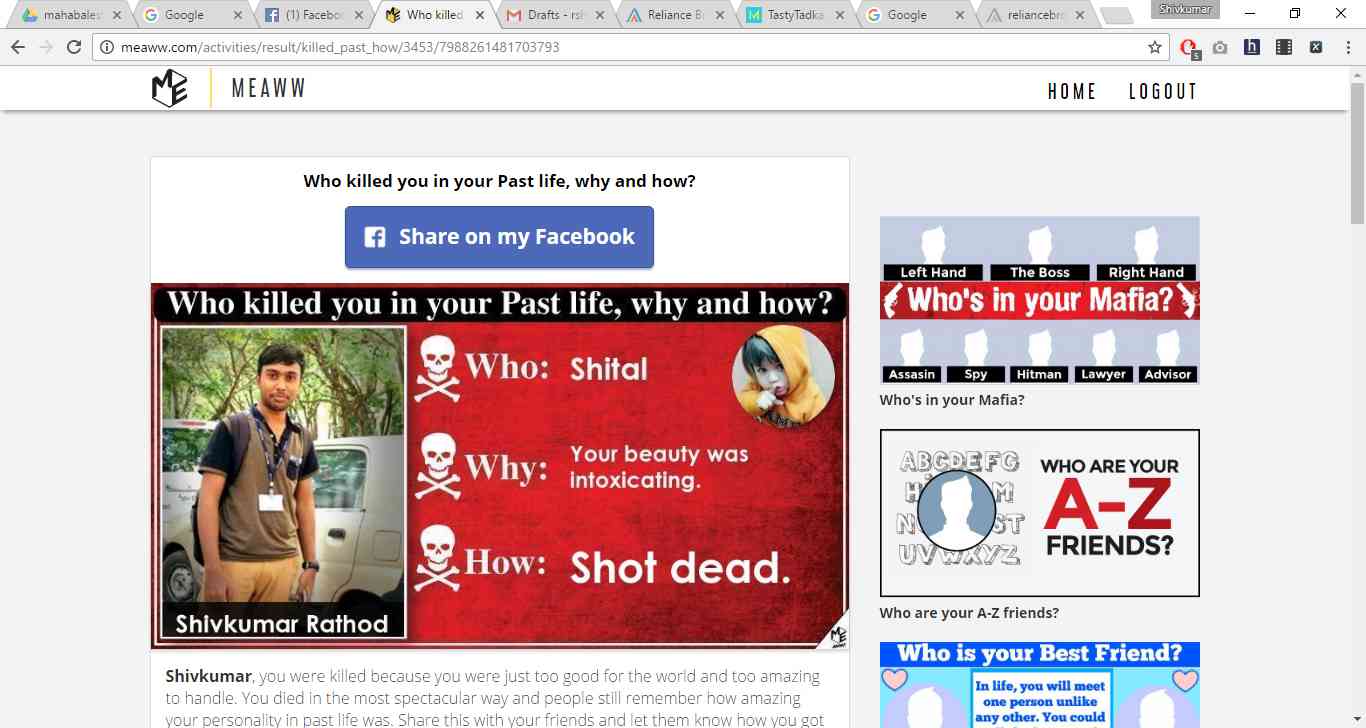 mahabales
Google
(1) Faceboo
Who killed
Drafts - rsh
Reliance Br
TastyTadka
Google
reliancebro
Shivkumar
meaww.com/activities/result/killed_past_how/3453/7988261481703793
5
h
ME
MEAWW
HOME
LOGOUT
Who killed you in your Past life, why and how?
Share on my Facebook
Who killed you in your Past life, why and how?
Who: Shital
Why: Your beauty was
intoxicating.
How: Shot dead.
Shivkumar Rathod
ME
Shivkumar, you were killed because you were just too good for the world and too amazing
to handle. You died in the most spectacular way and people still remember how amazing
your personality in past life was. Share this with your friends and let them know how you got
Left Hand The Boss Right Hand
Who's in your Mafia?
Assasin Spy Hitman Lawyer Advisor
Who's in your Mafia?
ABCDEFG
WHO ARE YOUR
A-Z
FRIENDS?
UVWXYZ
Who are your A-Z friends?
Who is your Best Friend?
In life, you will meet
one person unlike
any other. You could